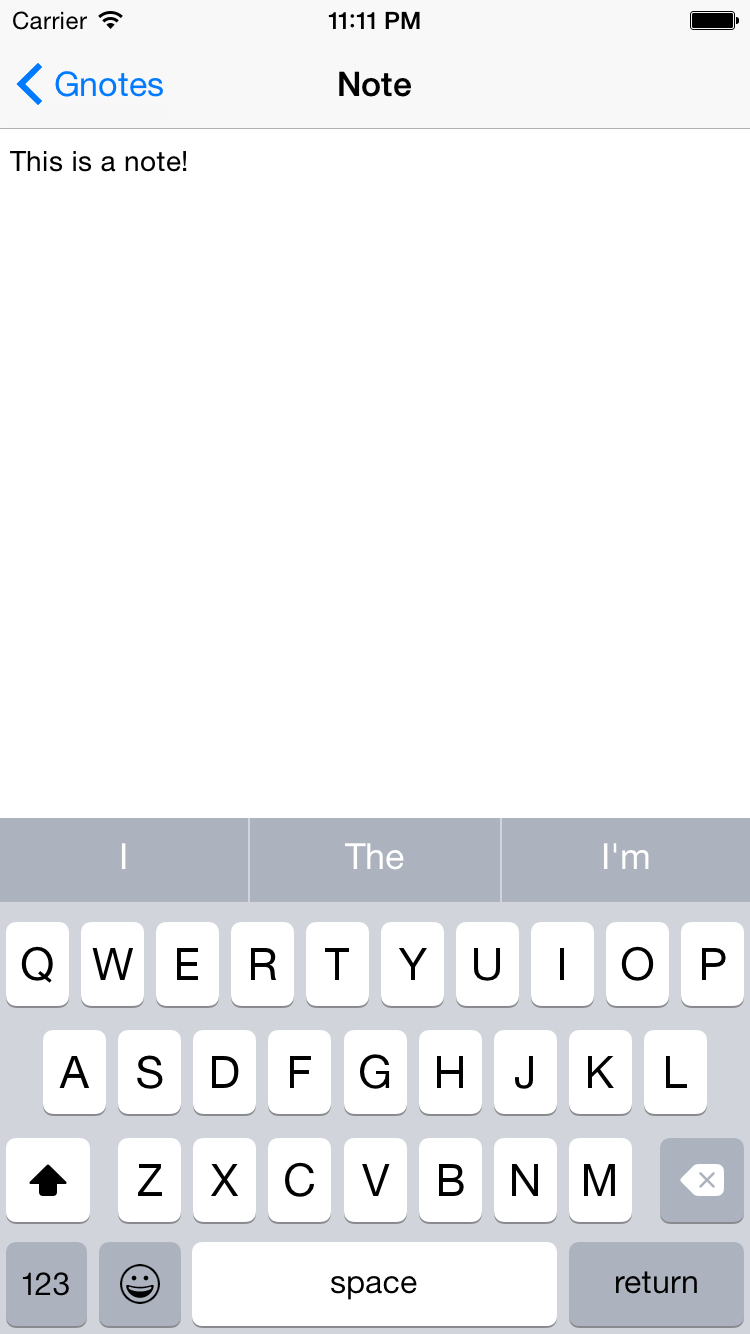 Carrier 11:11 PM
Gnotes Note
This is a note!
I The I'm
Q W E R T Y U I O P
A S D F G H J K L
Z X C V B N M
123 space return